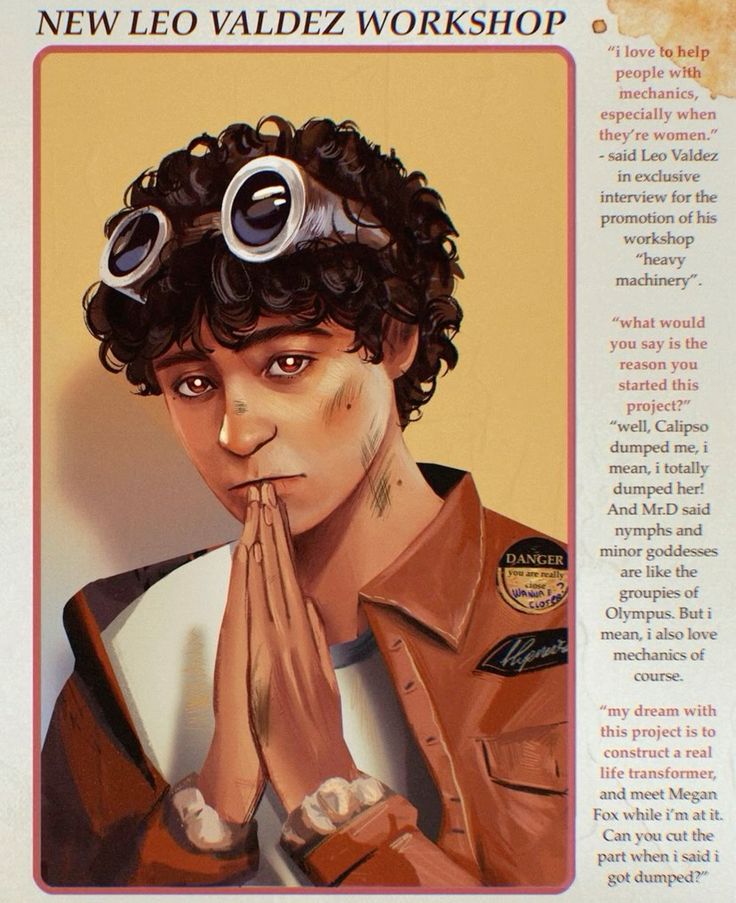 NEW LEO VALDEZ WORKSHOP
“i love to help
people with
mechanics,
especially when
they’re women.”
- said Leo Valdez
in exclusive
interview for the
promotion of his
workshop
“heavy
machinery”.
“what would
you say is the
reason you
started this
project?”
“well, Calipso
dumped me, i
mean, i totally
dumped her!
And Mr.D said
nymphs and
minor goddesses
are like the
groupies of
Olympus. But i
mean, i also love
mechanics of
course.
“my dream with
this project is to
construct a real
life transformer,
and meet Megan
Fox while i’m at it.
Can you cut the
part when i said i
got dumped?”
DANGER
you are really
close